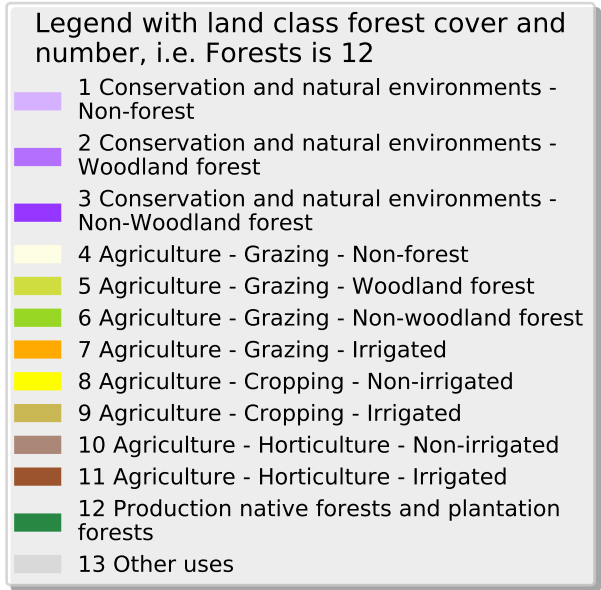 Legend with land class forest cover and
number, i.e. Forests is 12
1 Conservation and natural environments -
Non-forest
2 Conservation and natural environments -
Woodland forest
3 Conservation and natural environments -
Non-Woodland forest
4 Agriculture - Grazing - Non-forest
5 Agriculture - Grazing - Woodland forest
6 Agriculture - Grazing - Non-woodland forest
7 Agriculture - Grazing - Irrigated
8 Agriculture - Cropping - Non-irrigated
9 Agriculture - Cropping - Irrigated
10 Agriculture - Horticulture - Non-irrigated
11 Agriculture - Horticulture - Irrigated
12 Production native forests and plantation
forests
13 Other uses